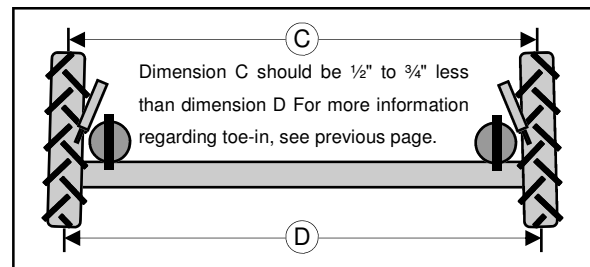 C
Dimension C should be ½" to ¾" less
than dimension D For more information
regarding toe-in, see previous page.
D